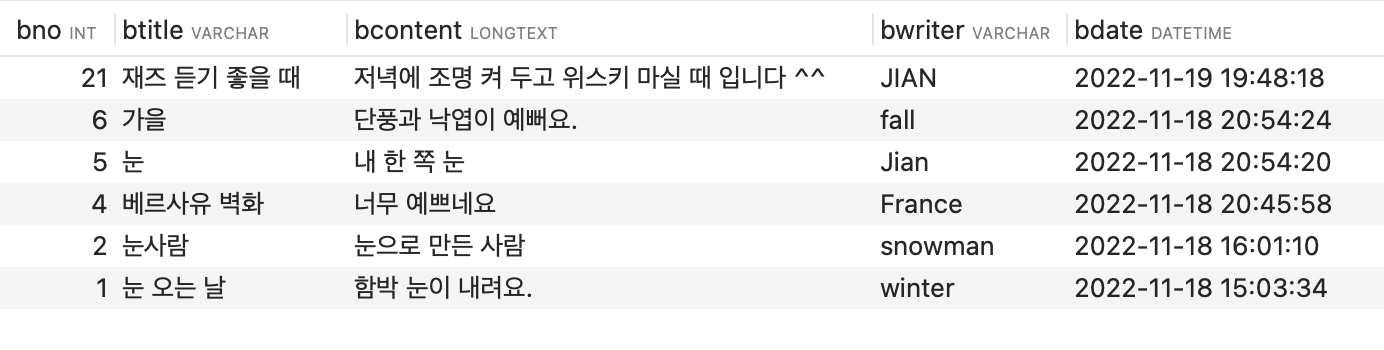 bno INT btitle VARCHAR bcontent LONGTEXT bwriter VARCHAR bdate DATETIME
21 재즈 듣기 좋을 때 저녁에 조명 켜 두고 위스키 마실 때 입니다 ^^ JIAN 2022-11-19 19:48:18
6 가을 단풍과 낙엽이 예뻐요. fall 2022-11-18 20:54:24
5 눈 내 한 쪽 눈 Jian 2022-11-18 20:54:20
4 베르사유 벽화 너무 예쁘네요 France 2022-11-18 20:45:58
2 눈사람 눈으로 만든 사람 snowman 2022-11-18 16:01:10
1 눈 오는 날 함박 눈이 내려요. winter 2022-11-18 15:03:34